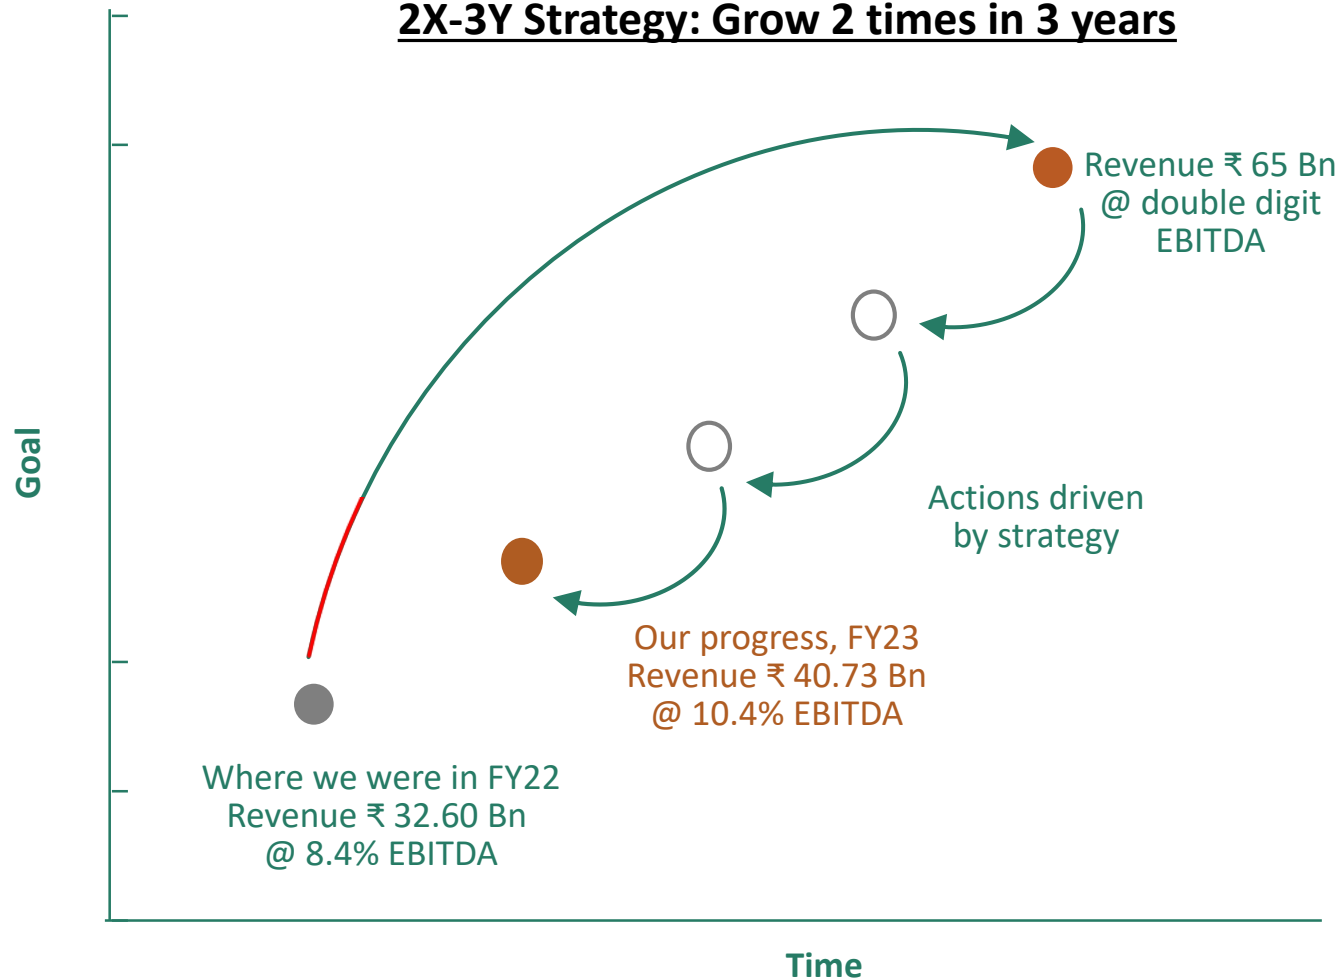 2X-3Y Strategy: Grow 2 times in 3 years
Revenue ₹ 65 Bn
@ double digit
EBITDA
Goal
Actions driven
by strategy
Our progress, FY23
Revenue ₹ 40.73 Bn
@ 10.4% EBITDA
Where we were in FY22
Revenue ₹ 32.60 Bn
@ 8.4% EBITDA
Time